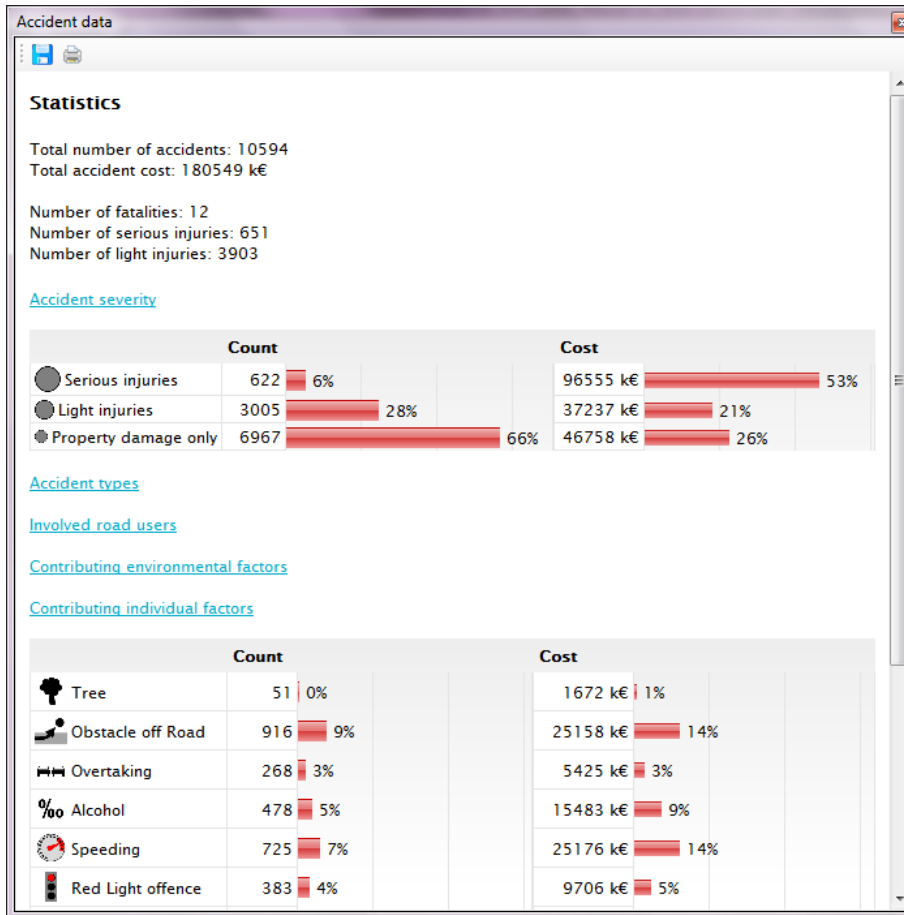 Accident data
Statistics
Total number of accidents: 10594
Total accident cost: 180549 k€
Number of fatalities: 12
Number of serious injuries: 651
Number of light injuries: 3903
Accident severity
Count Cost
Serious injuries 622 6% 96555 k€ 53%
Light injuries 3005 28% 37237 k€ 21%
Property damage only 6967 66% 46758 k€ 26%
Accident types
Involved road users
Contributing environmental factors
Contributing individual factors
Count Cost
Tree 51 0% 1672 k€ 1%
Obstacle off Road 916 9% 25158 k€ 14%
Overtaking 268 3% 5425 k€ 3%
‰ Alcohol 478 5% 15483 k€ 9%
Speeding 725 7% 25176 k€ 14%
Red Light offence 383 4% 9706 k€ 5%